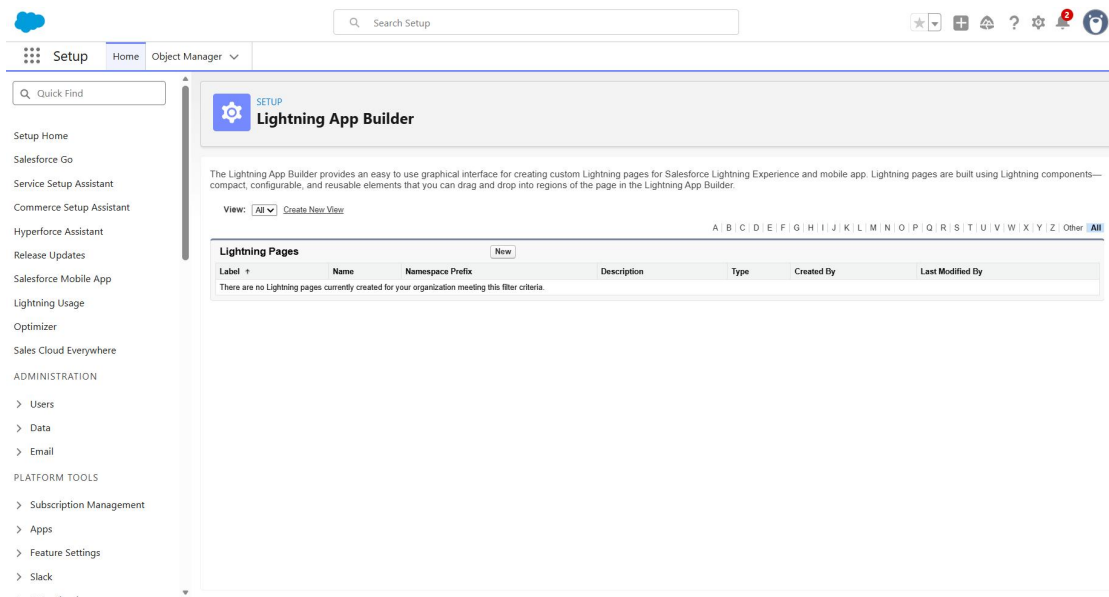 Search Setup
2
Setup
Home
Object Manager
Quick Find
Setup Home
Salesforce Go
Service Setup Assistant
Commerce Setup Assistant
Hyperforce Assistant
Release Updates
Salesforce Mobile App
Lightning Usage
Optimizer
Sales Cloud Everywhere
ADMINISTRATION
Users
Data
Email
PLATFORM TOOLS
Subscription Management
Apps
Feature Settings
Slack
SETUP
Lightning App Builder
The Lightning App Builder provides an easy to use graphical interface for creating custom Lightning pages for Salesforce Lightning Experience and mobile app. Lightning pages are built using Lightning components—
compact, configurable, and reusable elements that you can drag and drop into regions of the page in the Lightning App Builder.
View: All Create New View
A | B | C | D | E | F | G | H | I | J | K | L | M | N | O | P | Q | R | S | T | U | V | W | X | Y | Z | Other All
Lightning Pages New
Label ↑ Name Namespace Prefix Description Type Created By Last Modified By
There are no Lightning pages currently created for your organization meeting this filter criteria.